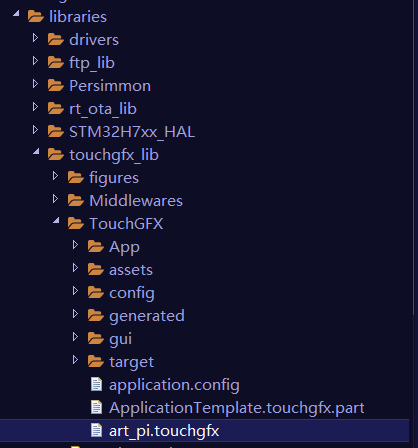 libraries
drivers
ftp_lib
Persimmon
rt_ota_lib
STM32H7xx_HAL
touchgfx_lib
figures
Middlewares
TouchGFX
App
assets
config
generated
gui
target
application.config
ApplicationTemplate.touchgfx.part
art_pi.touchgfx